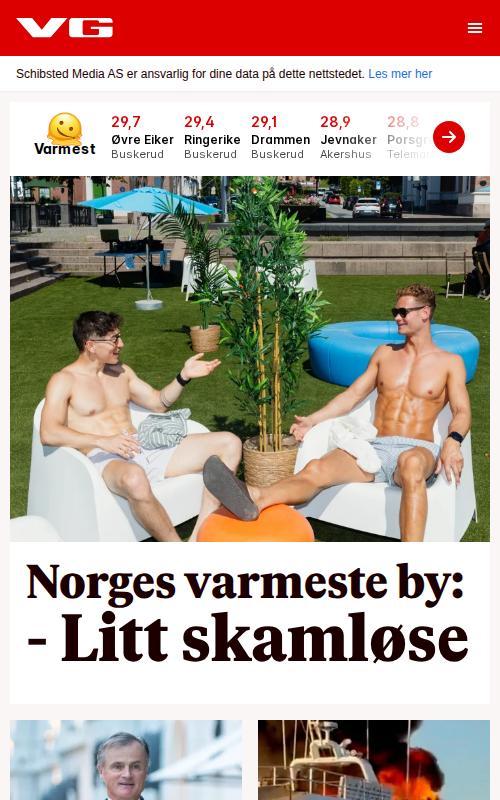 VG
Schibsted Media AS er ansvarlig for dine data på dette nettstedet. Les mer her
Varmest
29,7
Øvre Eiker
Buskerud
29,4
Ringerike
Buskerud
29,1
Drammen
Buskerud
28,9
Jevnaker
Akershus
28,8
Norges varmeste by:
- Litt skamløse